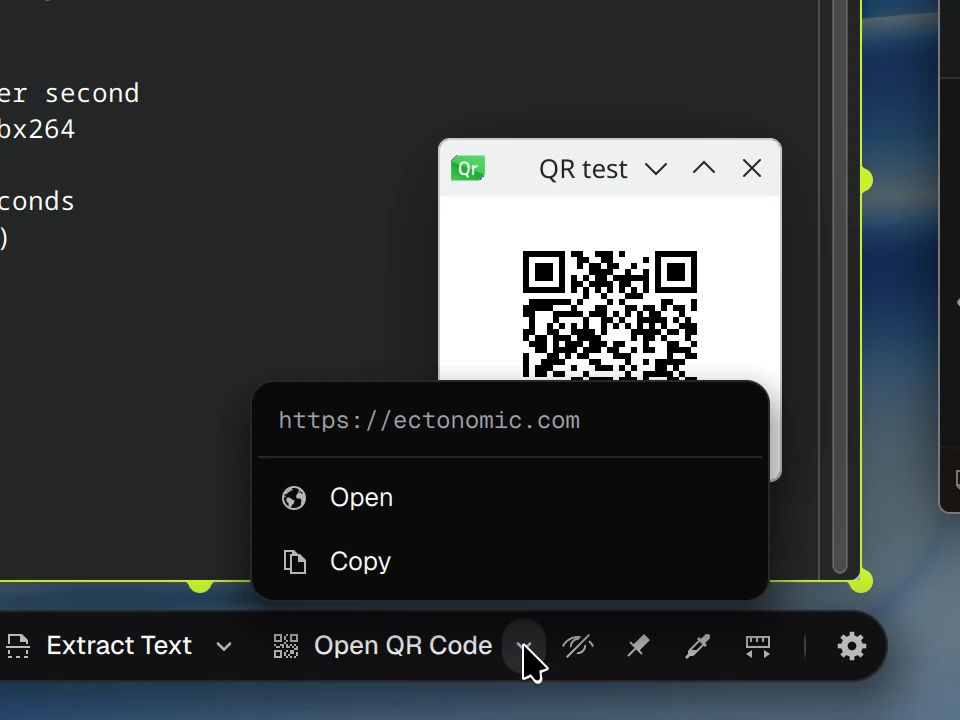 er second
bx264
conds
)
Qr
QR test
https://ectonomic.com
Open
Copy
Extract Text
Open QR Code